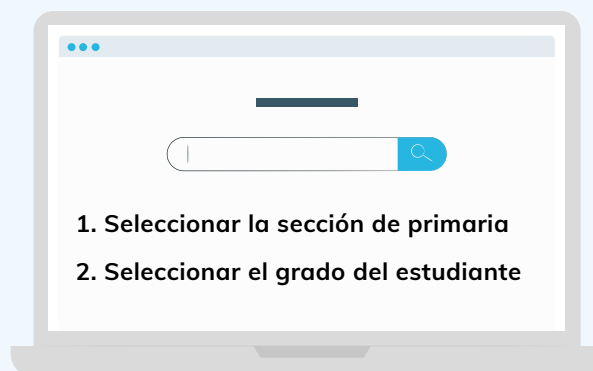 1. Seleccionar la sección de primaria
2. Seleccionar el grado del estudiante